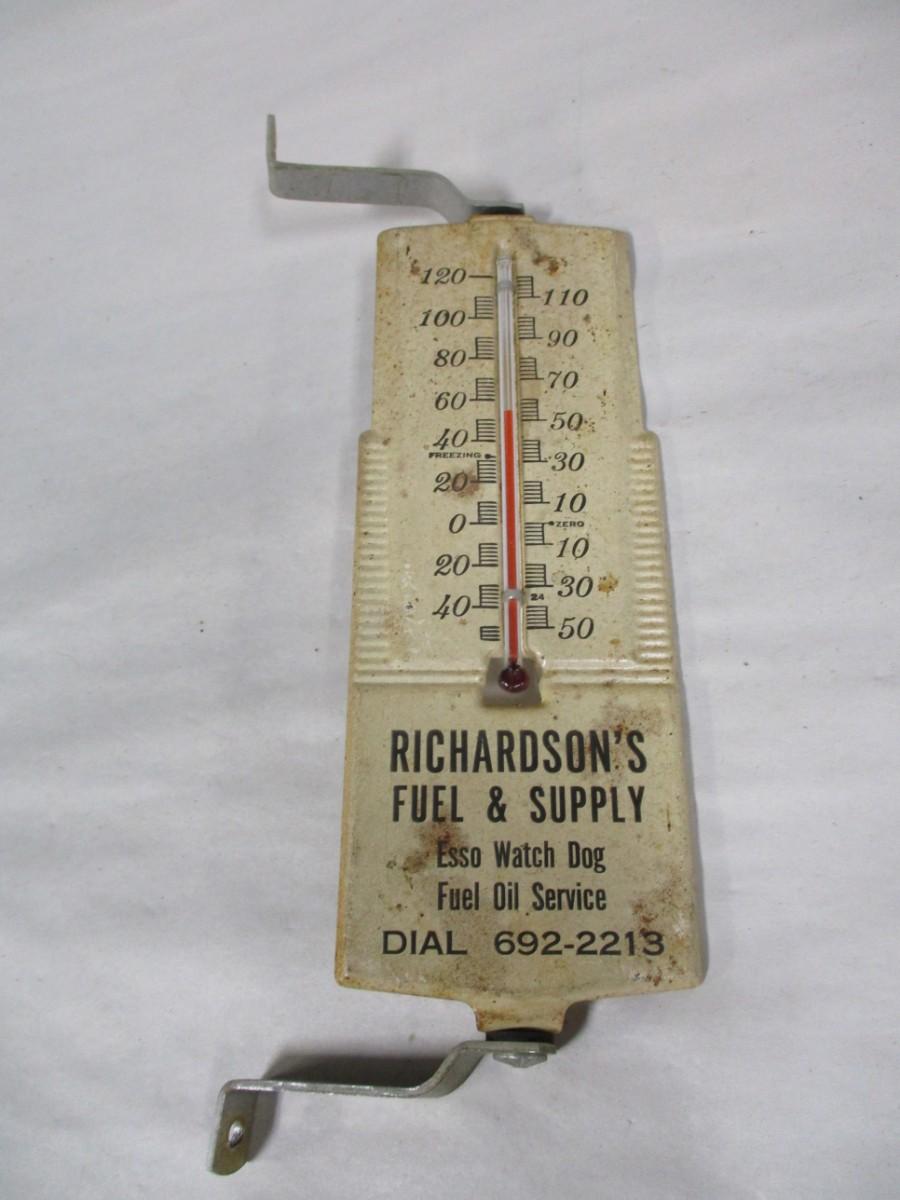 120
110
100
90
80
70
60
50
40
FREEZING
30
20
10
0
ZERO
10
20
30
24
40
50
RICHARDSON'S
FUEL & SUPPLY
Esso Watch Dog
Fuel Oil Service
DIAL 692-2213